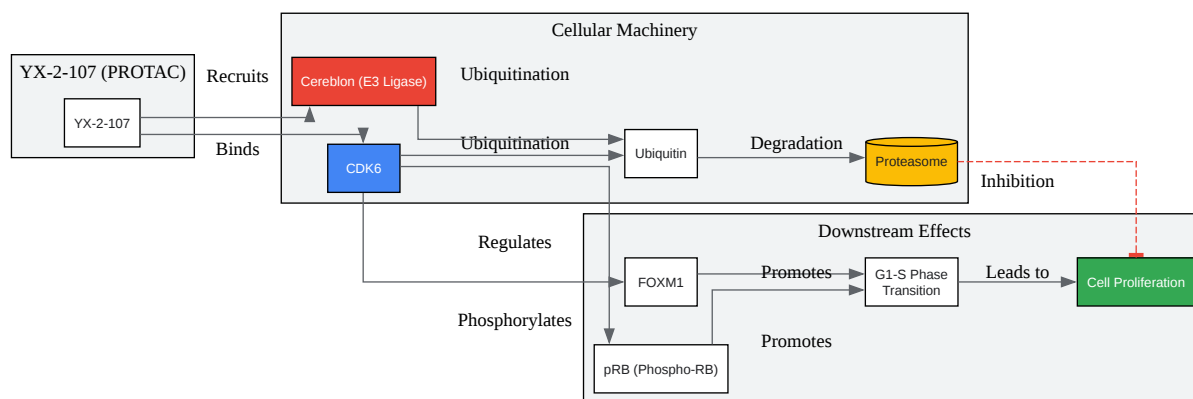 Cellular Machinery
YX-2-107 (PROTAC)
Recruits
Cereblon (E3 Ligase)
Ubiquitination
YX-2-107
Binds
CDK6
Ubiquitination
Ubiquitin
Degradation
Proteasome
Inhibition
Downstream Effects
Regulates
FOXM1
Promotes
G1-S Phase
Transition
Leads to
Cell Proliferation
Phosphorylates
Promotes
pRB (Phospho-RB)